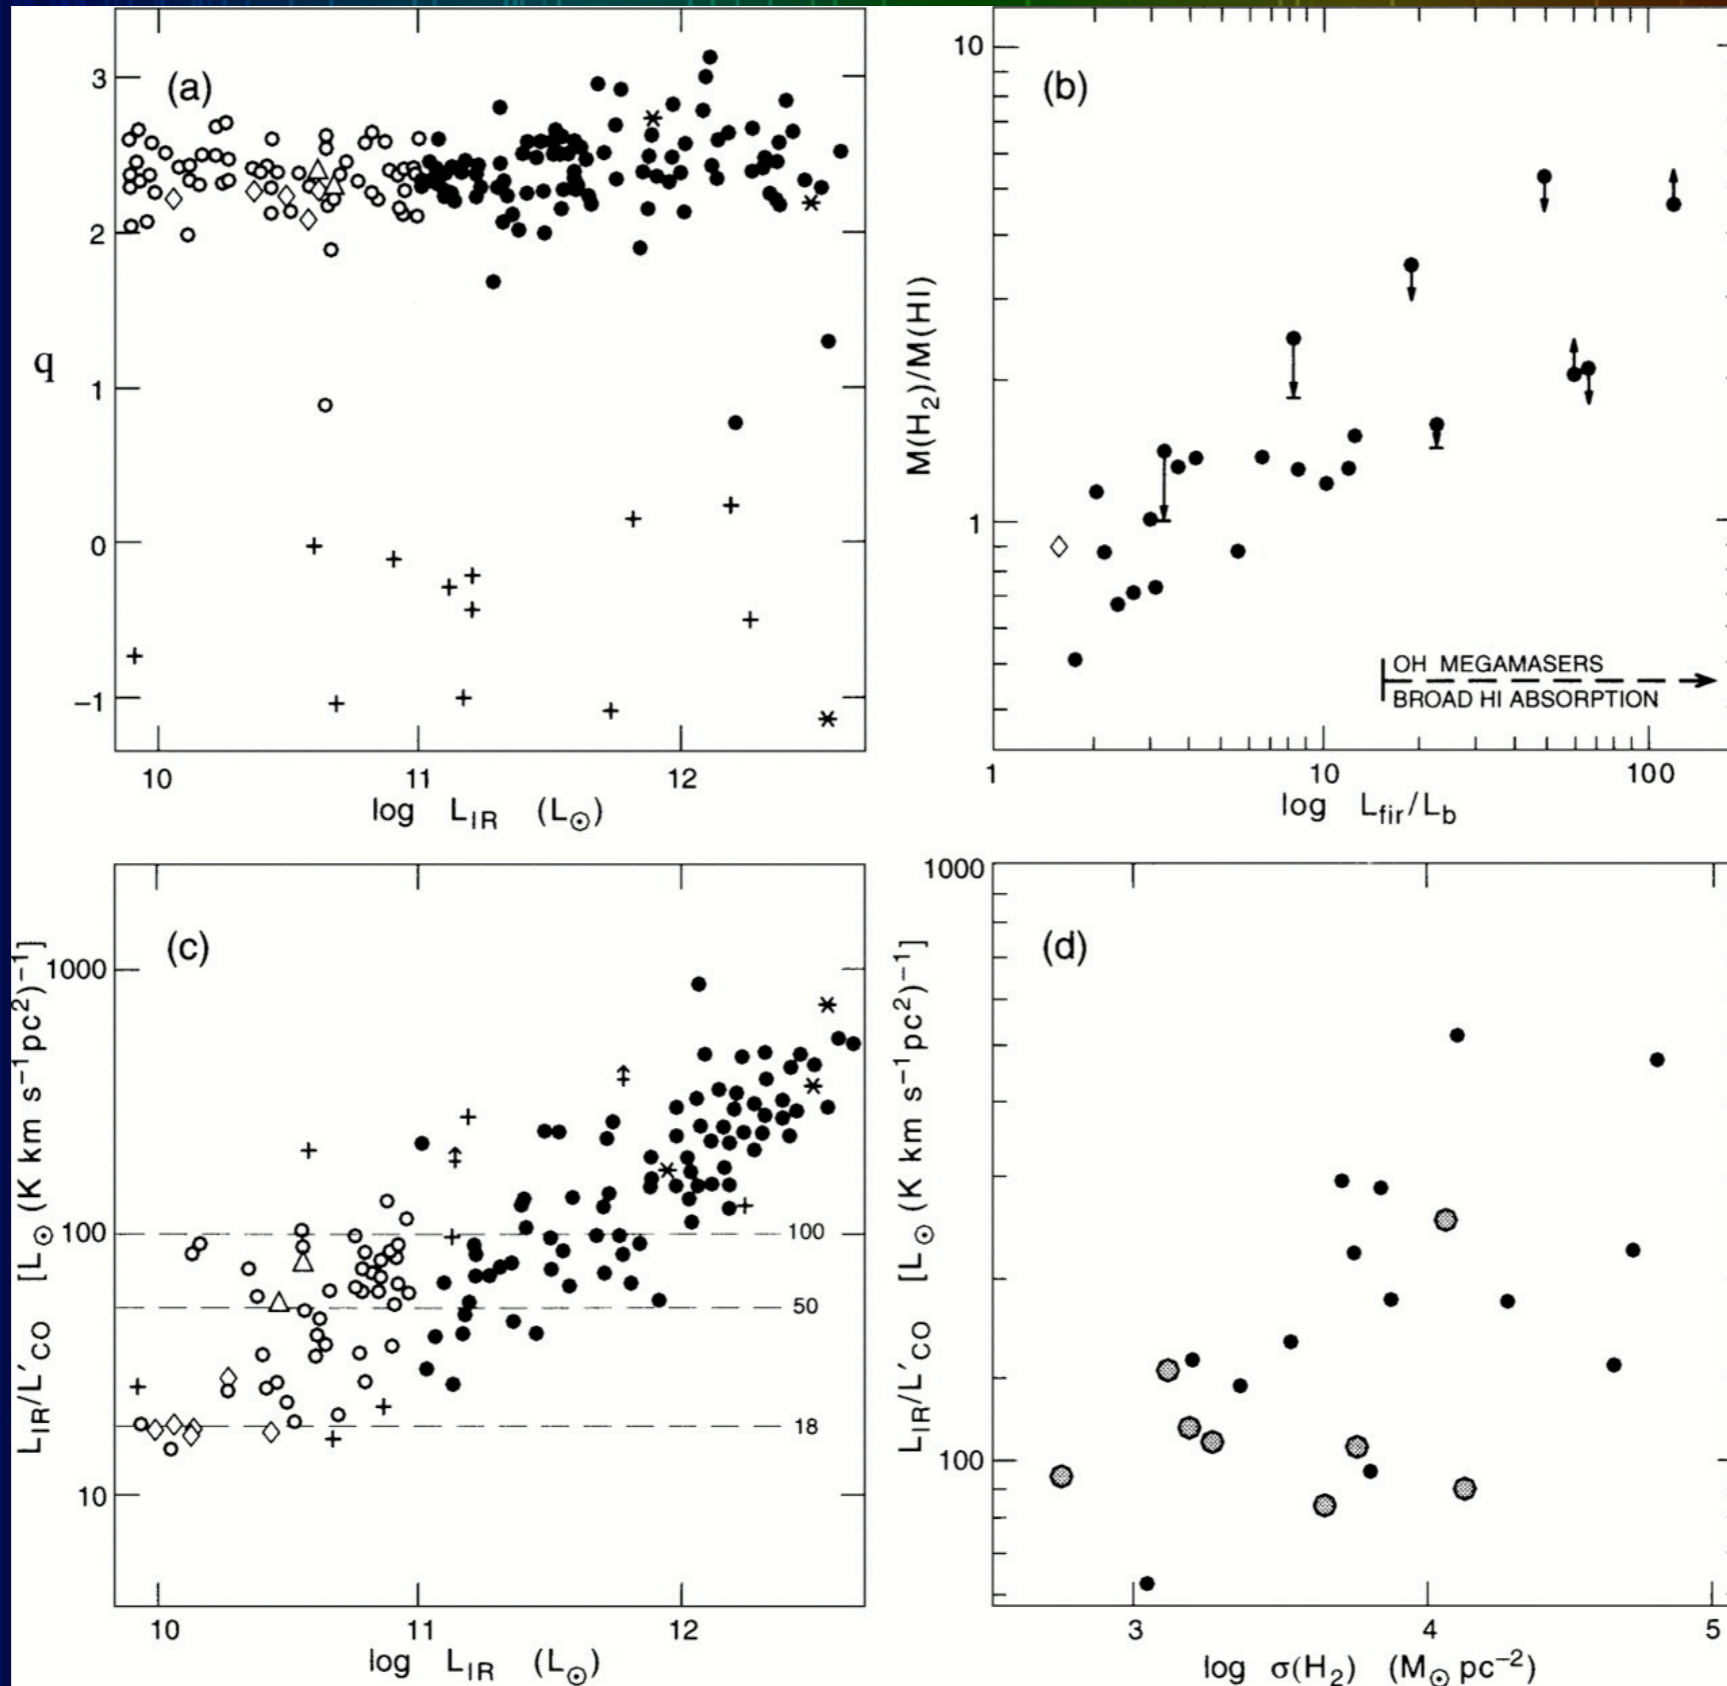 (a)
3
2
1
0
−1
q
10 11 12
log L_IR (L_⊙)
(b)
10
1
M(H₂)/M(HI)
OH MEGAMASERS
BROAD HI ABSORPTION
1 10 100
log L_fir/L_b
(c)
1000
100
10
100
50
18
L_IR/L′_CO [L_⊙ (K km s⁻¹pc²)⁻¹]
10 11 12
log L_IR (L_⊙)
(d)
1000
100
L_IR/L′_CO [L_⊙ (K km s⁻¹pc²)⁻¹]
3 4 5
log σ(H₂) (M_⊙ pc⁻²)